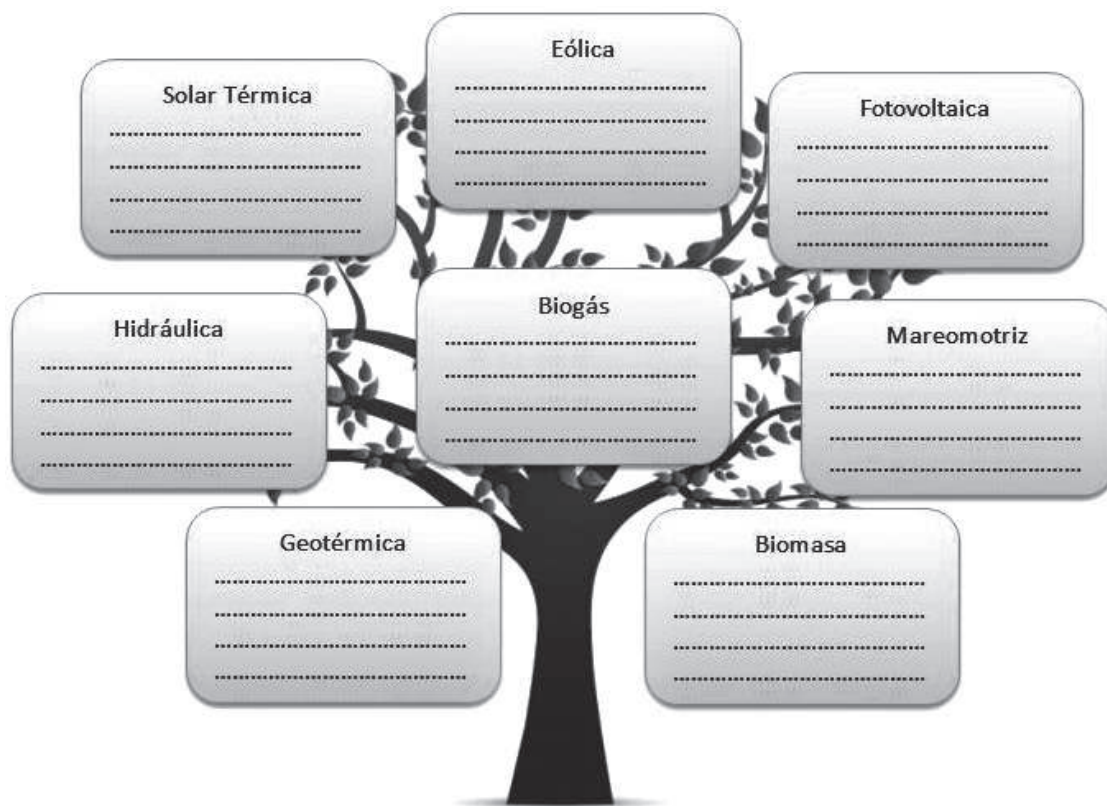 Eólica
Solar Térmica
Fotovoltaica
Biogás
Hidráulica
Mareomotriz
Geotérmica
Biomasa